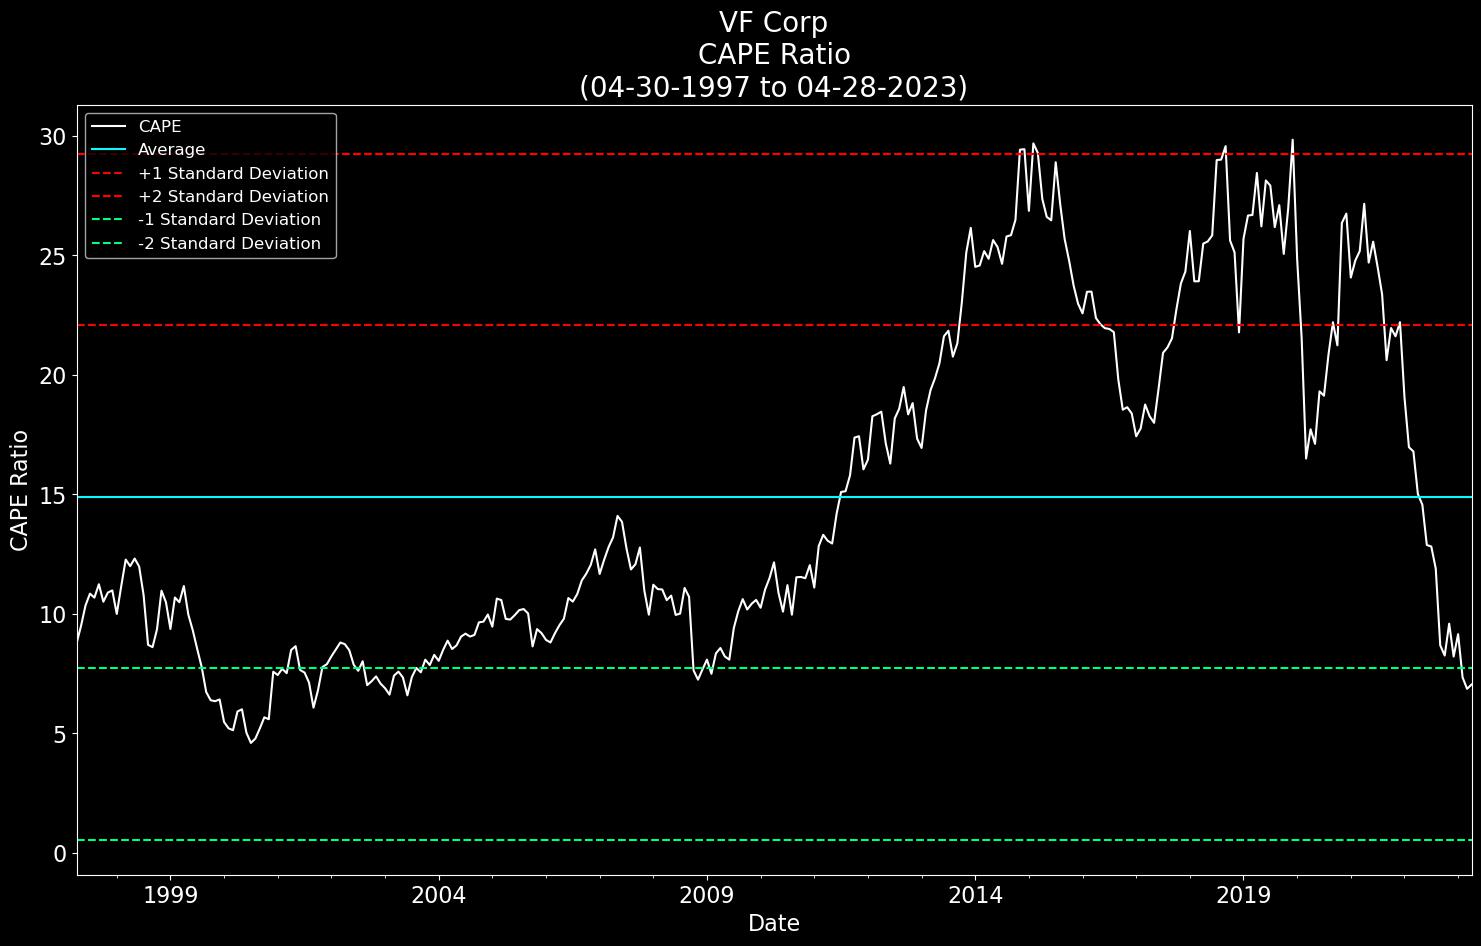 VF Corp
CAPE Ratio
(04-30-1997 to 04-28-2023)
CAPE
Average
+1 Standard Deviation
+2 Standard Deviation
-1 Standard Deviation
-2 Standard Deviation
CAPE Ratio
30
25
20
15
10
5
0
1999
2004
2009
2014
2019
Date